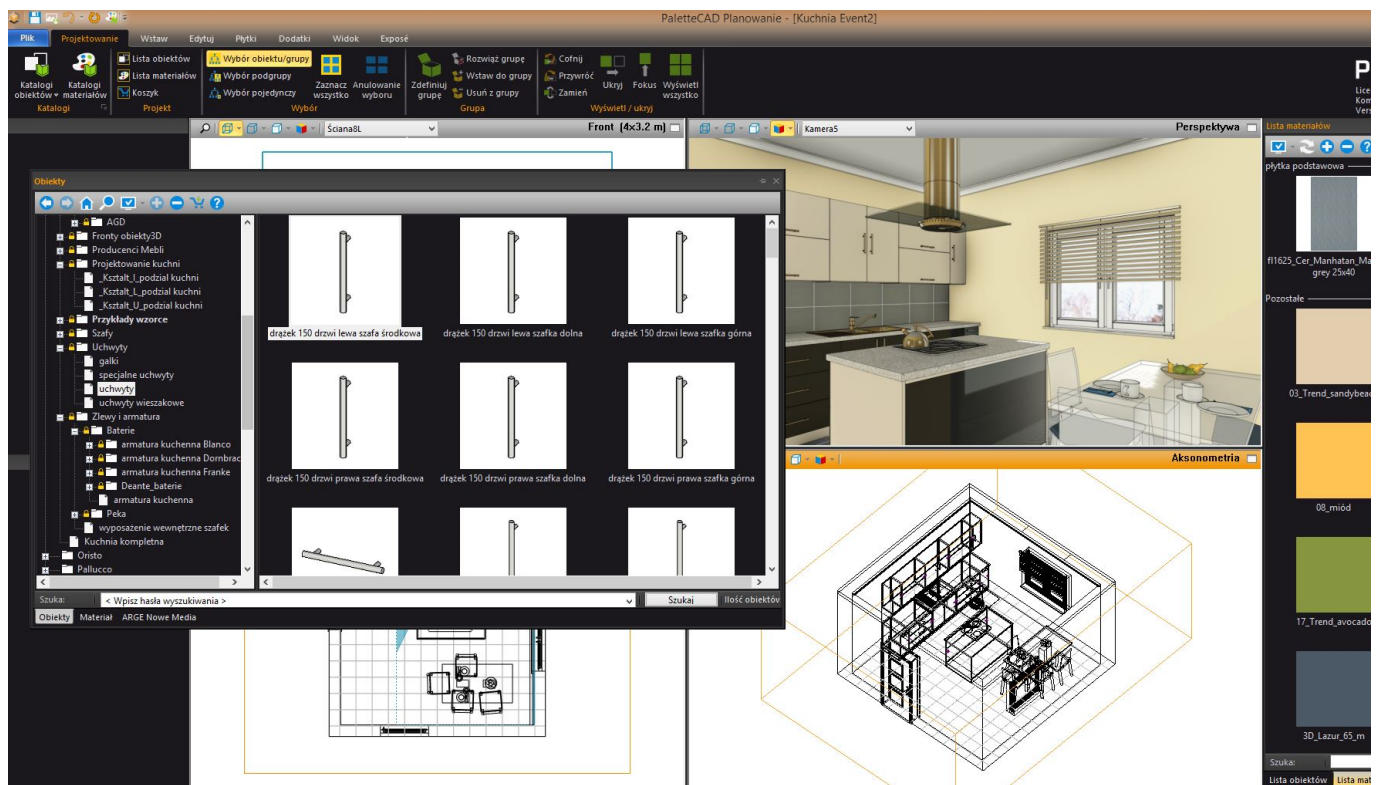 PaletteCAD Planowanie - [Kuchnia Event2]
Plik Projektowanie Wstaw Edytuj Płytki Dodatki Widok Exposé
Katalogi obiektów
Katalogi materiałów
Katalogi
Lista obiektów
Lista materiałów
Koszyk
Projekt
Wybór obiektu/grupy
Wybór podgrupy
Wybór pojedynczy
Zaznacz wszystko
Anulowanie wyboru
Wybór
Zdefiniuj grupę
Rozwiąż grupę
Wstaw do grupy
Usuń z grupy
Grupa
Cofnij
Przywróć
Zamień
Ukryj
Fokus
Wyświetl wszystko
Wyświetl / ukryj
P
Lice
Kom
Vers
Ściana8L
Front (4x3.2 m)
Kamera5
Perspektywa
Lista materiałów
płytka podstawowa
fl1625_Cer_Manhatan_Ma
grey 25x40
Pozostałe
03_Trend_sandybeac
08_miód
17_Trend_avocado
3D_Lazur_65_m
Szukaj:
Lista obiektów Lista mat
Obiekty
AGD
Fronty obiekty3D
Producenci Mebli
Projektowanie kuchni
_Kształt_I_podzial kuchni
_Kształt_L_podzial kuchni
_Kształt_U_podzial kuchni
Przykłady wzorce
Szafy
Uchwyty
gałki
specjalne uchwyty
uchwyty
uchwyty wieszakowe
Zlewy i armatura
Baterie
armatura kuchenna Blanco
armatura kuchenna Dornbrac
armatura kuchenna Franke
Deante_baterie
armatura kuchenna
Peka
wyposażenie wewnętrzne szafek
Kuchnia kompletna
Oristo
Pallucco
drążek 150 drzwi lewa szafa środkowa
drążek 150 drzwi lewa szafka dolna
drążek 150 drzwi lewa szafka górna
drążek 150 drzwi prawa szafa środkowa
drążek 150 drzwi prawa szafka dolna
drążek 150 drzwi prawa szafka górna
Szuka: < Wpisz hasła wyszukiwania > Szukaj Ilość obiektów
Obiekty Materiał ARGE Nowe Media
Aksonometria